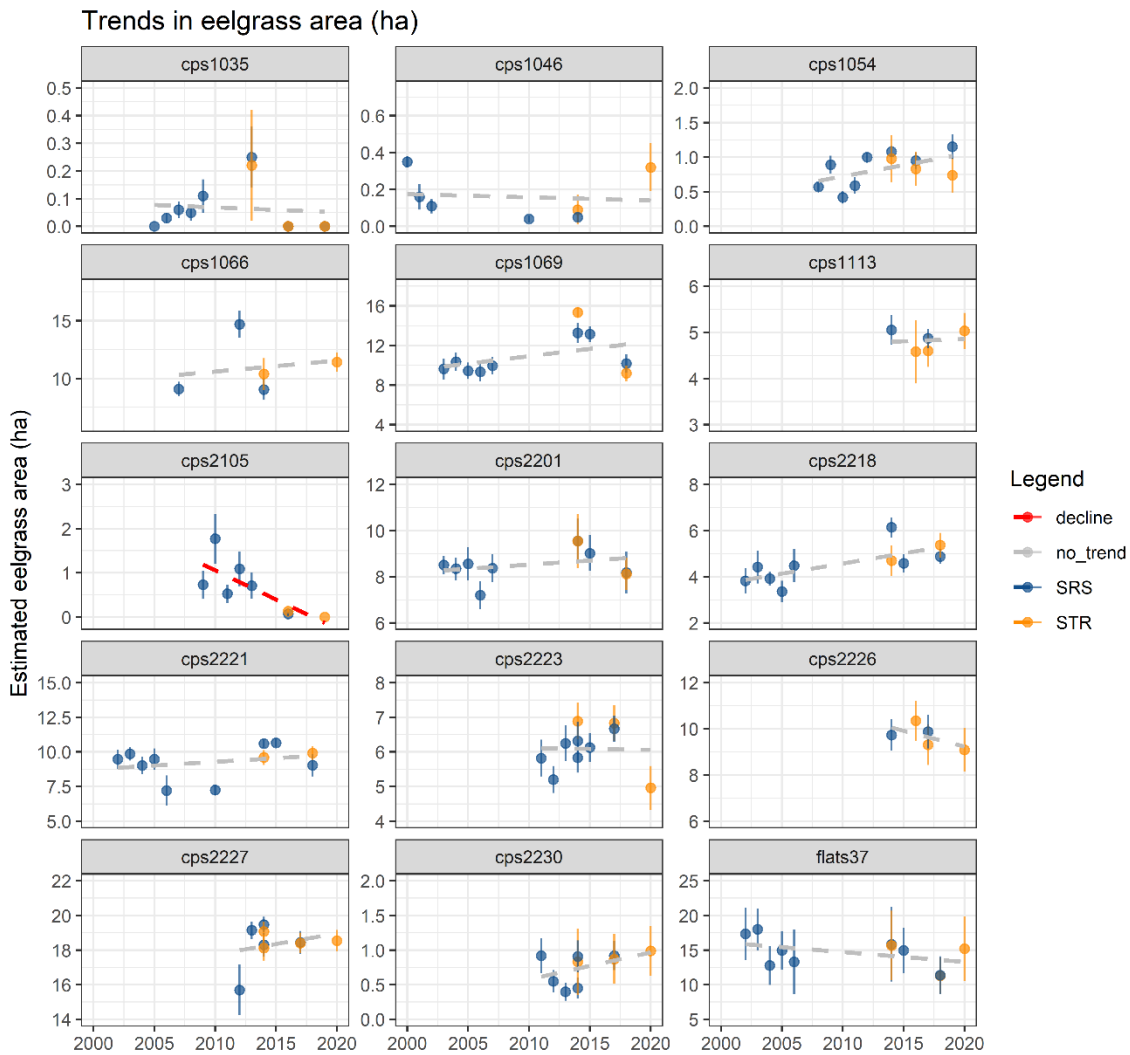 Trends in eelgrass area (ha)
cps1035 cps1046 cps1054
0.5 0.4 0.3 0.2 0.1 0.0
0.6 0.4 0.2 0.0
2.0 1.5 1.0 0.5 0.0
cps1066 cps1069 cps1113
15 10
16 12 8 4
6 5 4 3
cps2105 cps2201 cps2218
3 2 1 0
12 10 8 6
8 6 4 2
cps2221 cps2223 cps2226
15.0 12.5 10.0 7.5 5.0
8 7 6 5 4
12 10 8 6
cps2227 cps2230 flats37
22 20 18 16 14
2.0 1.5 1.0 0.5 0.0
25 20 15 10 5
2000 2005 2010 2015 2020
2000 2005 2010 2015 2020
2000 2005 2010 2015 2020
Estimated eelgrass area (ha)
Legend
decline
no_trend
SRS
STR